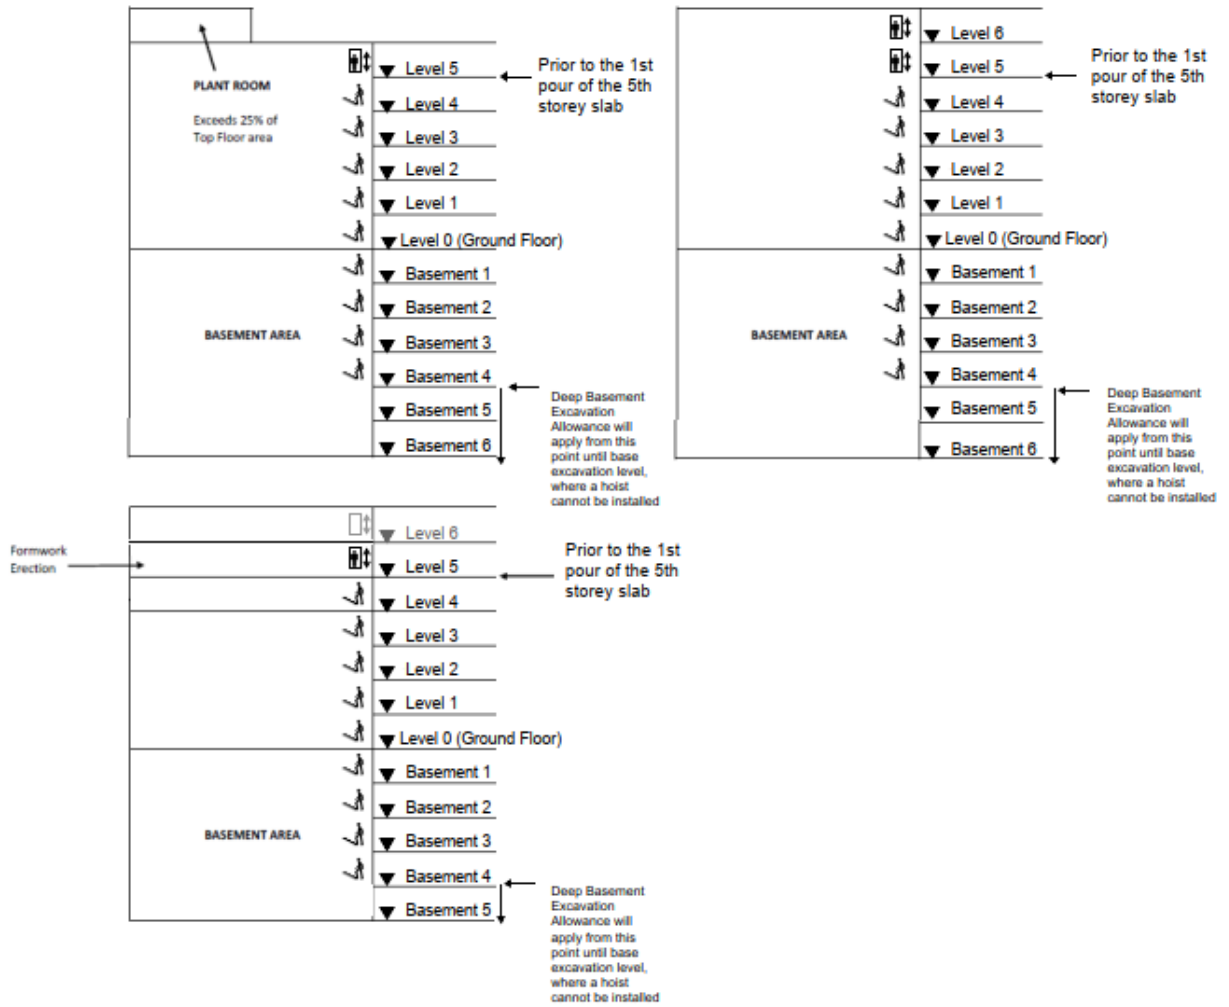 PLANT ROOM
Exceeds 25% of
Top Floor area
Level 5
Level 4
Level 3
Level 2
Level 1
Level 0 (Ground Floor)
Prior to the 1st
pour of the 5th
storey slab
BASEMENT AREA
Basement 1
Basement 2
Basement 3
Basement 4
Basement 5
Basement 6
Deep Basement
Excavation
Allowance will
apply from this
point until base
excavation level,
where a hoist
cannot be installed
Level 6
Level 5
Level 4
Level 3
Level 2
Level 1
Level 0 (Ground Floor)
Prior to the 1st
pour of the 5th
storey slab
BASEMENT AREA
Basement 1
Basement 2
Basement 3
Basement 4
Basement 5
Basement 6
Deep Basement
Excavation
Allowance will
apply from this
point until base
excavation level,
where a hoist
cannot be installed
Formwork
Erection
Level 6
Level 5
Level 4
Level 3
Level 2
Level 1
Level 0 (Ground Floor)
Prior to the 1st
pour of the 5th
storey slab
BASEMENT AREA
Basement 1
Basement 2
Basement 3
Basement 4
Basement 5
Deep Basement
Excavation
Allowance will
apply from this
point until base
excavation level,
where a hoist
cannot be installed